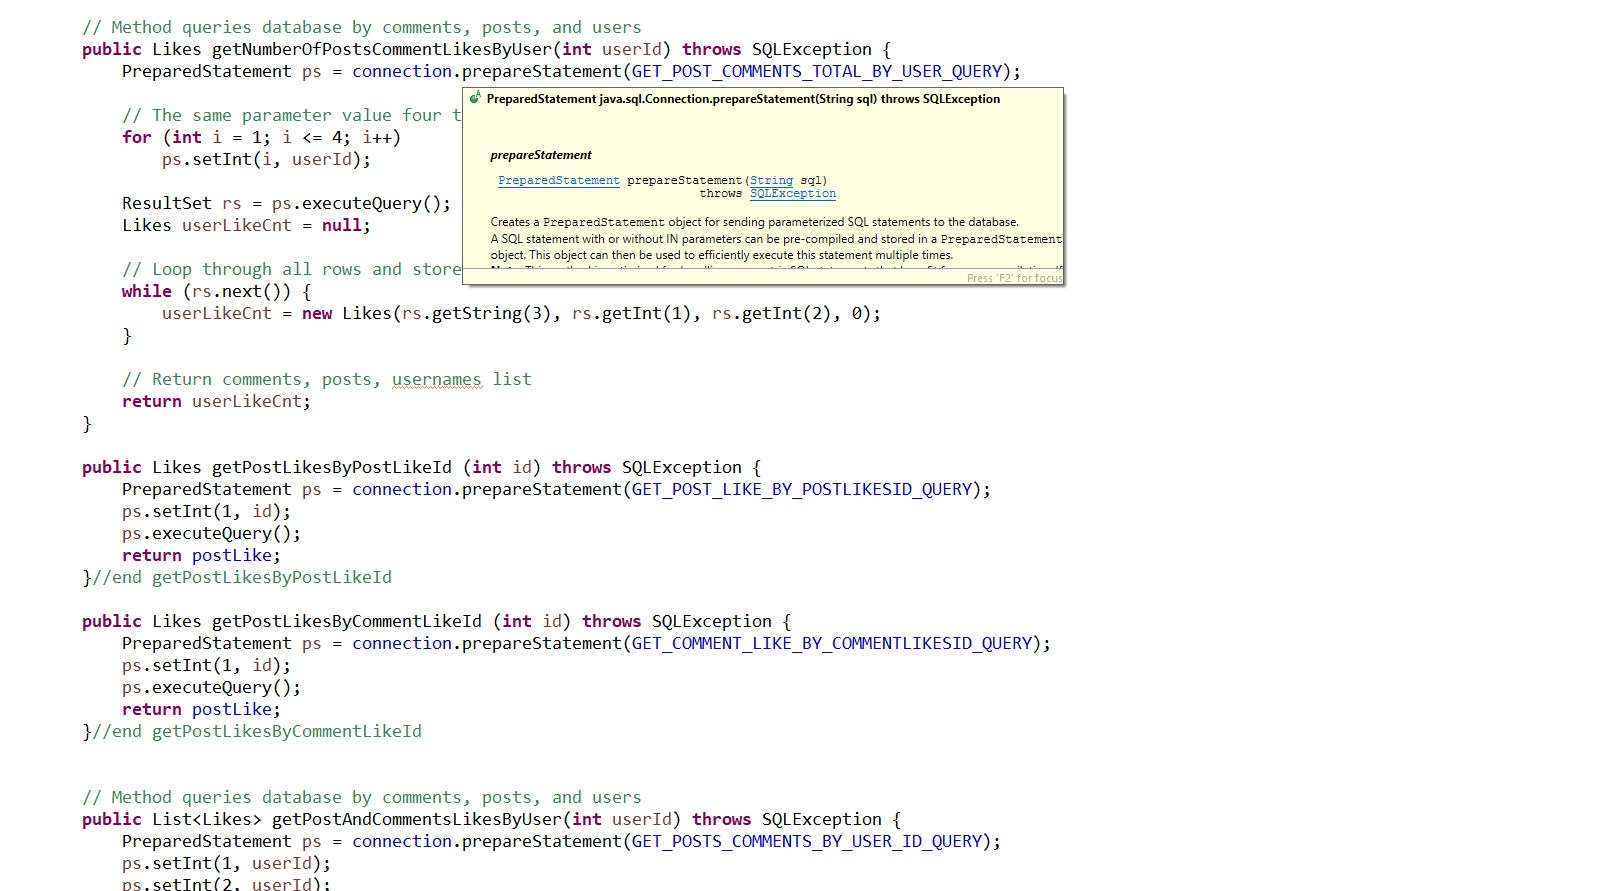 // Method queries database by comments, posts, and users
public Likes getNumberOfPostsCommentLikesByUser(int userId) throws SQLException {
PreparedStatement ps = connection.prepareStatement(GET_POST_COMMENTS_TOTAL_BY_USER_QUERY);
PreparedStatement java.sql.Connection.prepareStatement(String sql) throws SQLException
prepareStatement
PreparedStatement prepareStatement(String sql)
throws SQLException
Creates a PreparedStatement object for sending parameterized SQL statements to the database.
A SQL statement with or without IN parameters can be pre-compiled and stored in a PreparedStatement
object. This object can then be used to efficiently execute this statement multiple times.
Press 'F2' for focus
// The same parameter value four t
for (int i = 1; i <= 4; i++)
ps.setInt(i, userId);
ResultSet rs = ps.executeQuery();
Likes userLikeCnt = null;
// Loop through all rows and store
while (rs.next()) {
userLikeCnt = new Likes(rs.getString(3), rs.getInt(1), rs.getInt(2), 0);
}
// Return comments, posts, usernames list
return userLikeCnt;
}
public Likes getPostLikesByPostLikeId (int id) throws SQLException {
PreparedStatement ps = connection.prepareStatement(GET_POST_LIKE_BY_POSTLIKESID_QUERY);
ps.setInt(1, id);
ps.executeQuery();
return postLike;
}//end getPostLikesByPostLikeId
public Likes getPostLikesByCommentLikeId (int id) throws SQLException {
PreparedStatement ps = connection.prepareStatement(GET_COMMENT_LIKE_BY_COMMENTLIKESID_QUERY);
ps.setInt(1, id);
ps.executeQuery();
return postLike;
}//end getPostLikesByCommentLikeId
// Method queries database by comments, posts, and users
public List<Likes> getPostAndCommentsLikesByUser(int userId) throws SQLException {
PreparedStatement ps = connection.prepareStatement(GET_POSTS_COMMENTS_BY_USER_ID_QUERY);
ps.setInt(1, userId);
ps.setInt(2, userId);